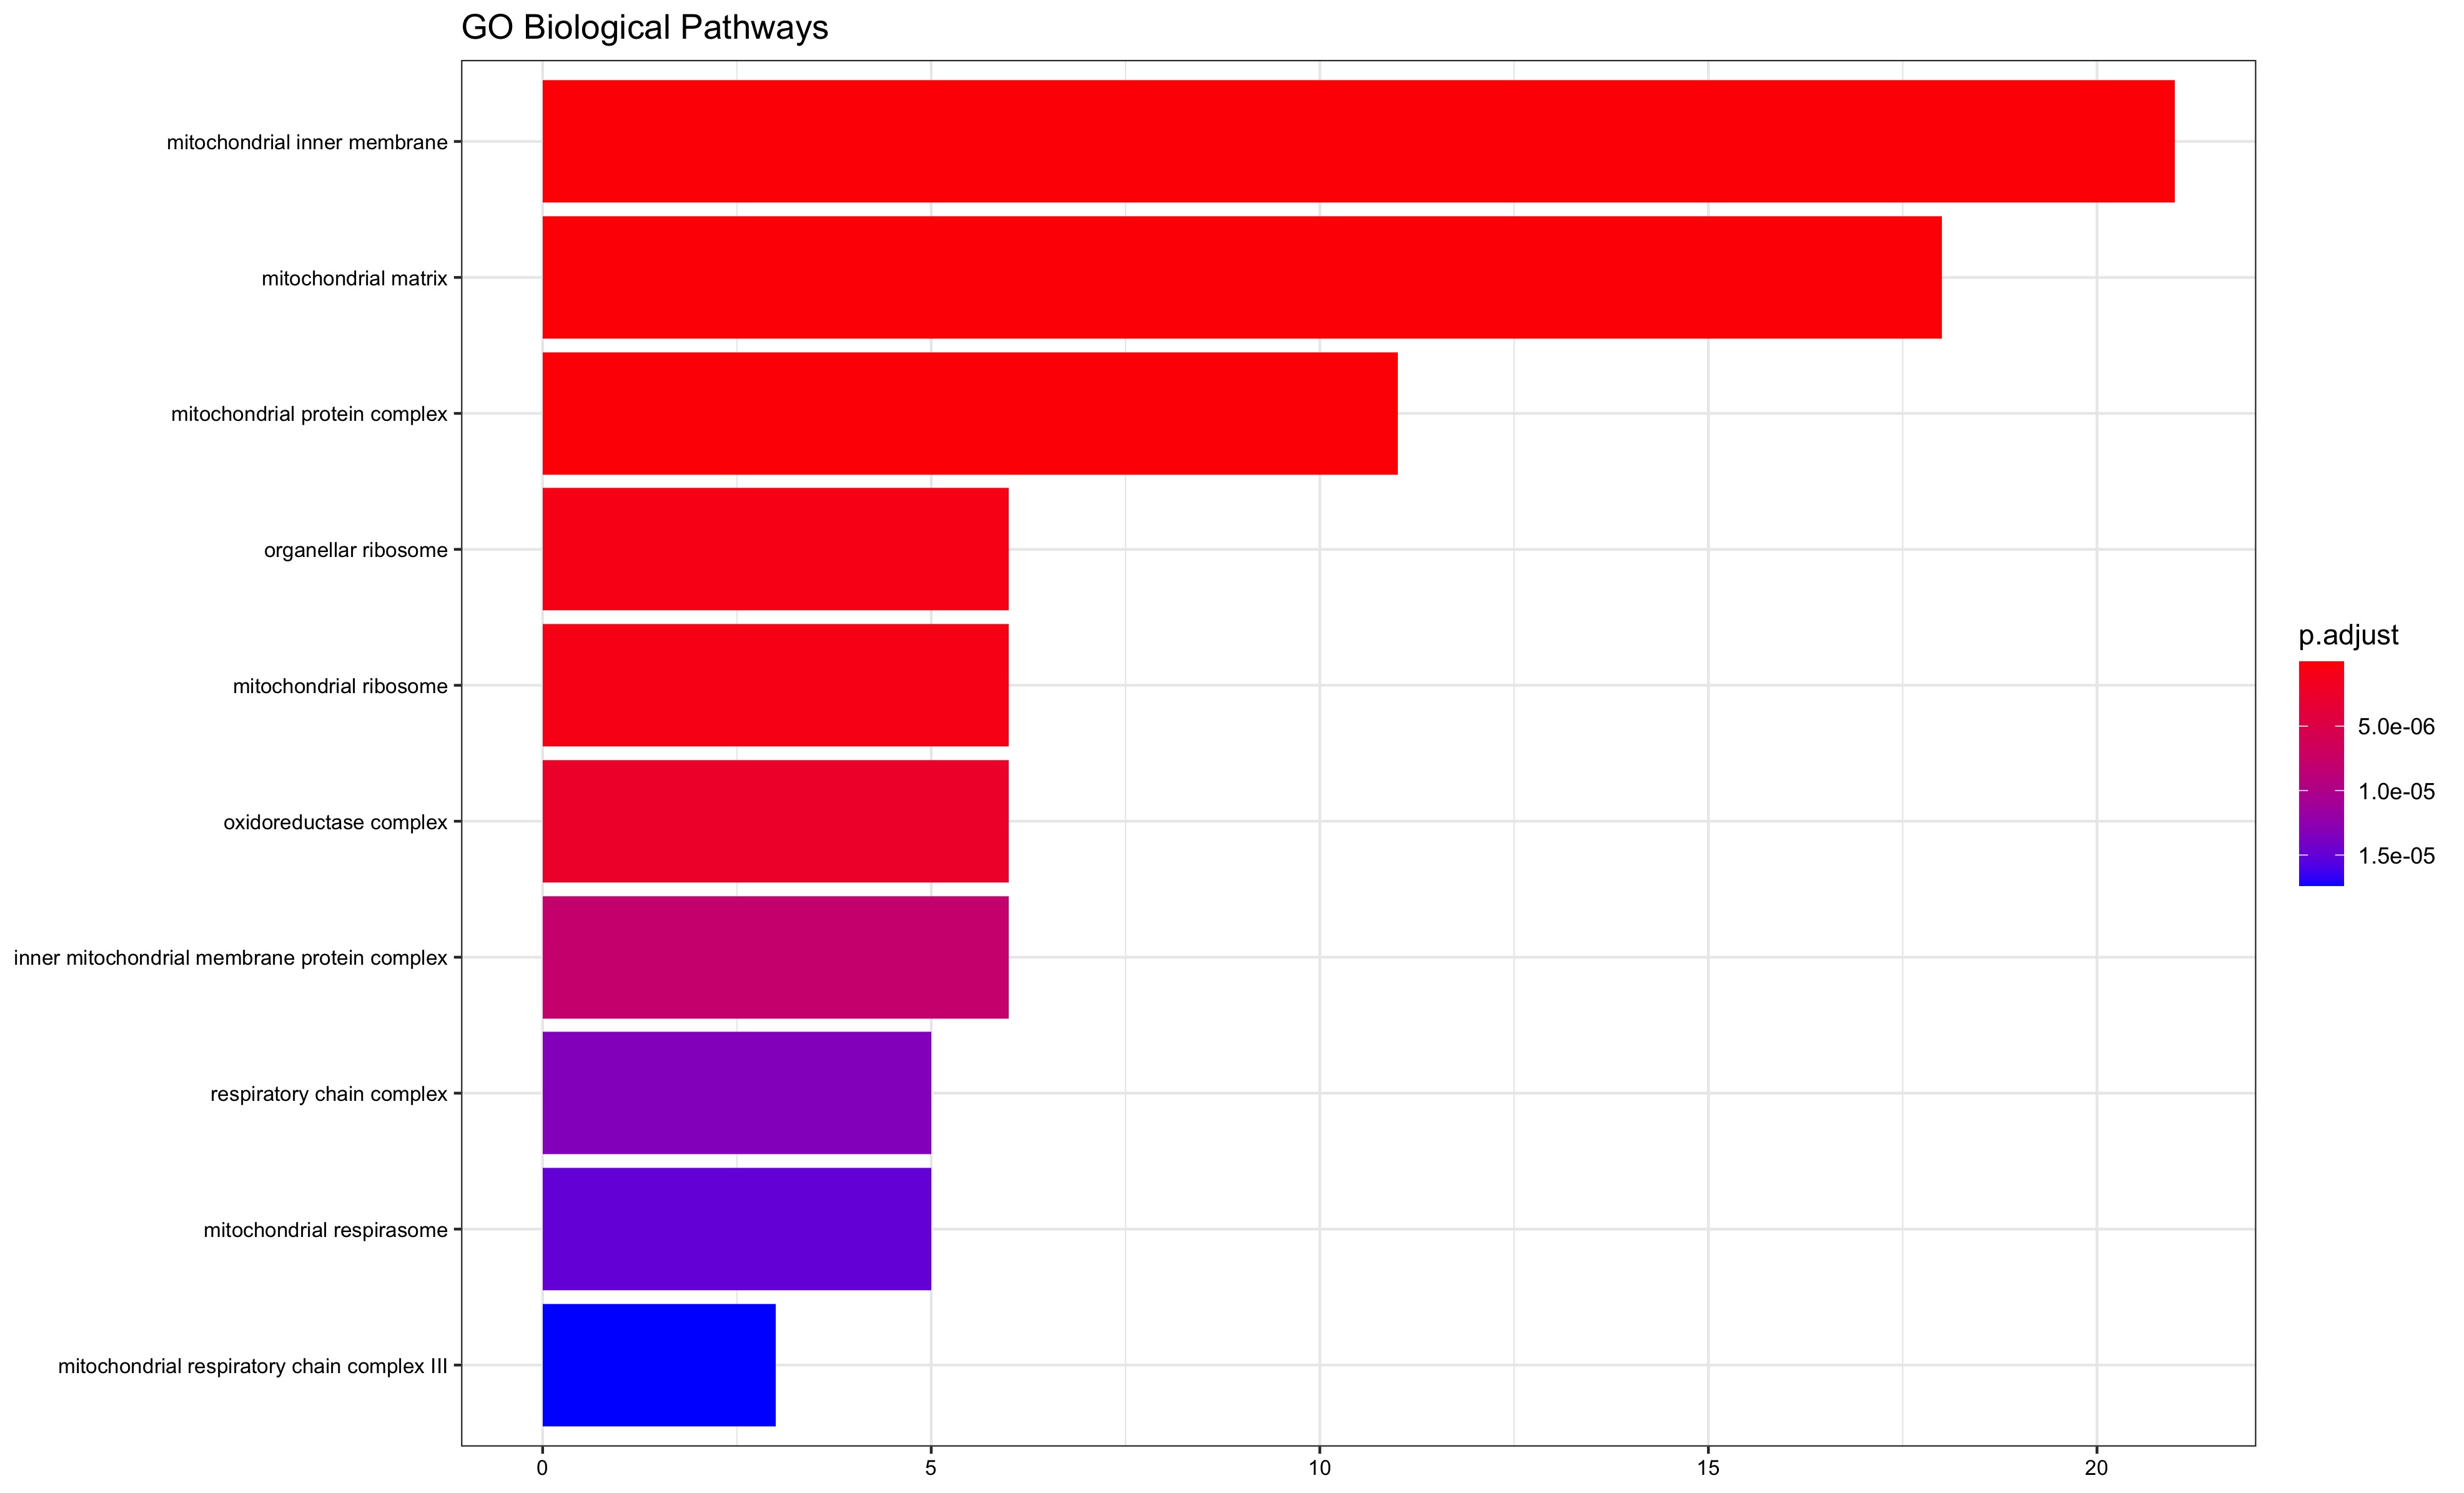 GO Biological Pathways
mitochondrial inner membrane
mitochondrial matrix
mitochondrial protein complex
organellar ribosome
mitochondrial ribosome
oxidoreductase complex
inner mitochondrial membrane protein complex
respiratory chain complex
mitochondrial respirasome
mitochondrial respiratory chain complex III
0 5 10 15 20
p.adjust
5.0e-06
1.0e-05
1.5e-05